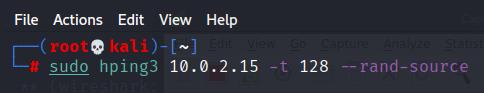 File Actions Edit View Help
(root💀kali)-[~]
# sudo hping3 10.0.2.15 -t 128 --rand-source